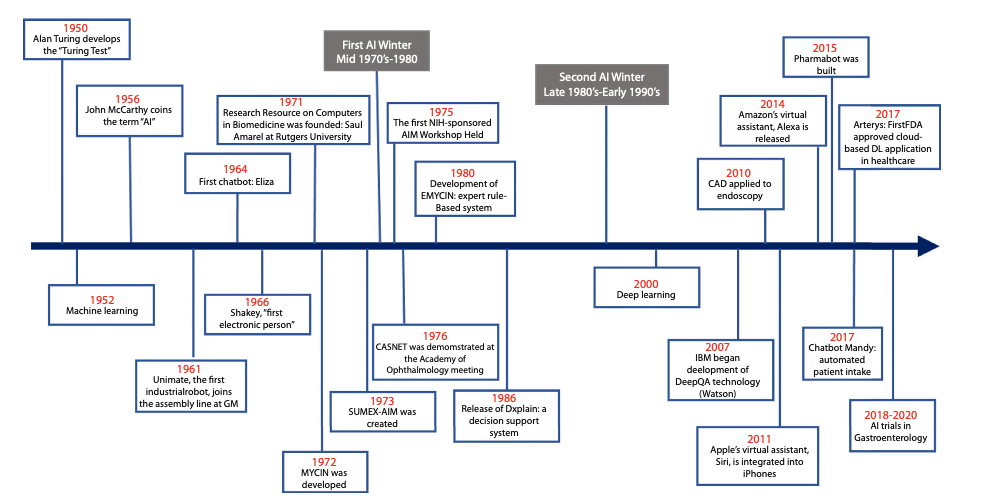 1950
Alan Turing develops
the “Turing Test”
1956
John McCarthy coins
the term “AI”
1964
First chatbot: Eliza
1971
Research Resource on Computers
in Biomedicine was founded: Saul
Amarel at Rutgers University
First AI Winter
Mid 1970’s-1980
1975
The first NIH-sponsored
AIM Workshop Held
1980
Development of
EMYCIN: expert rule-
Based system
Second AI Winter
Late 1980’s-Early 1990’s
2010
CAD applied to
endoscopy
2014
Amazon’s virtual
assistant, Alexa is
released
2015
Pharmabot was
built
2017
Arterys: FirstFDA
approved cloud-
based DL application
in healthcare
1952
Machine learning
1961
Unimate, the first
industrialrobot, joins
the assembly line at GM
1966
Shakey, “first
electronic person”
1972
MYCIN was
developed
1973
SUMEX-AIM was
created
1976
CASNET was demomstrated at
the Academy of
Ophthalmology meeting
1986
Release of Dxplain: a
decision support
system
2000
Deep learning
2007
IBM began
deelopment of
DeepQA technology
(Watson)
2011
Apple’s virtual assistant,
Siri, is integrated into
iPhones
2017
Chatbot Mandy:
automated
patient intake
2018-2020
AI trials in
Gastroenterology